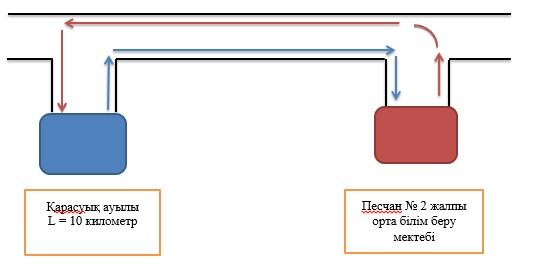 Қарасуық ауылы
L = 10 километр
Песчан № 2 жалпы
орта білім беру
мектебі